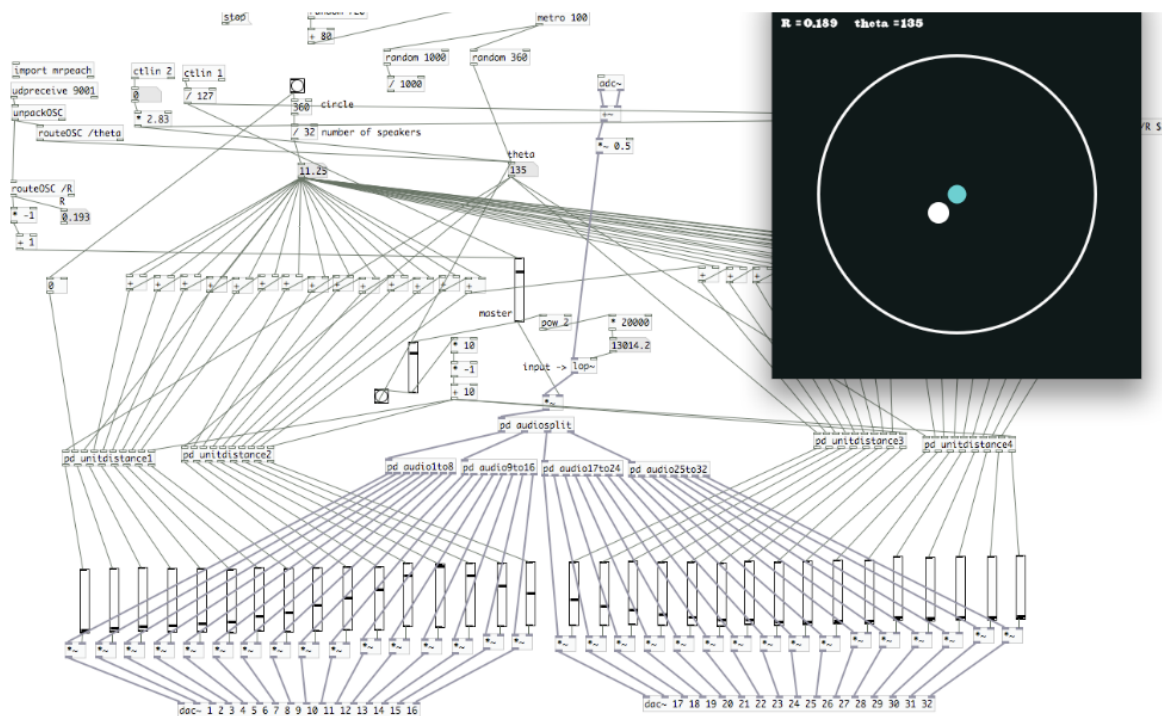 stop
+ 80
metro 100
R =0.189 theta =135
import mrpeach
ctlin 2
ctlin 1
random 1000
random 360
udpreceive 9001
0
/ 127
/ 1000
adc~
unpackOSC
* 2.83
360 circle
+~
routeOSC /theta
/ 32 number of speakers
/R S
*~ 0.5
theta
11.25
135
routeOSC /R
R
* -1
0.193
+ 1
0
+ + + + + + + + + + + + + +
+ + +
master
pow 2
* 20000
* 10
13014.2
* -1
input -> lop~
+ 10
*~
pd audiosplit
pd unitdistance1
pd unitdistance2
pd unitdistance3
pd unitdistance4
pd audio1to8
pd audio9to16
pd audio17to24
pd audio25to32
*~ *~ *~ *~ *~ *~ *~ *~ *~ *~ *~ *~ *~ *~ *~ *~
*~ *~ *~ *~ *~ *~ *~ *~ *~ *~ *~ *~ *~ *~ *~ *~
dac~ 1 2 3 4 5 6 7 8 9 10 11 12 13 14 15 16
dac~ 17 18 19 20 21 22 23 24 25 26 27 28 29 30 31 32